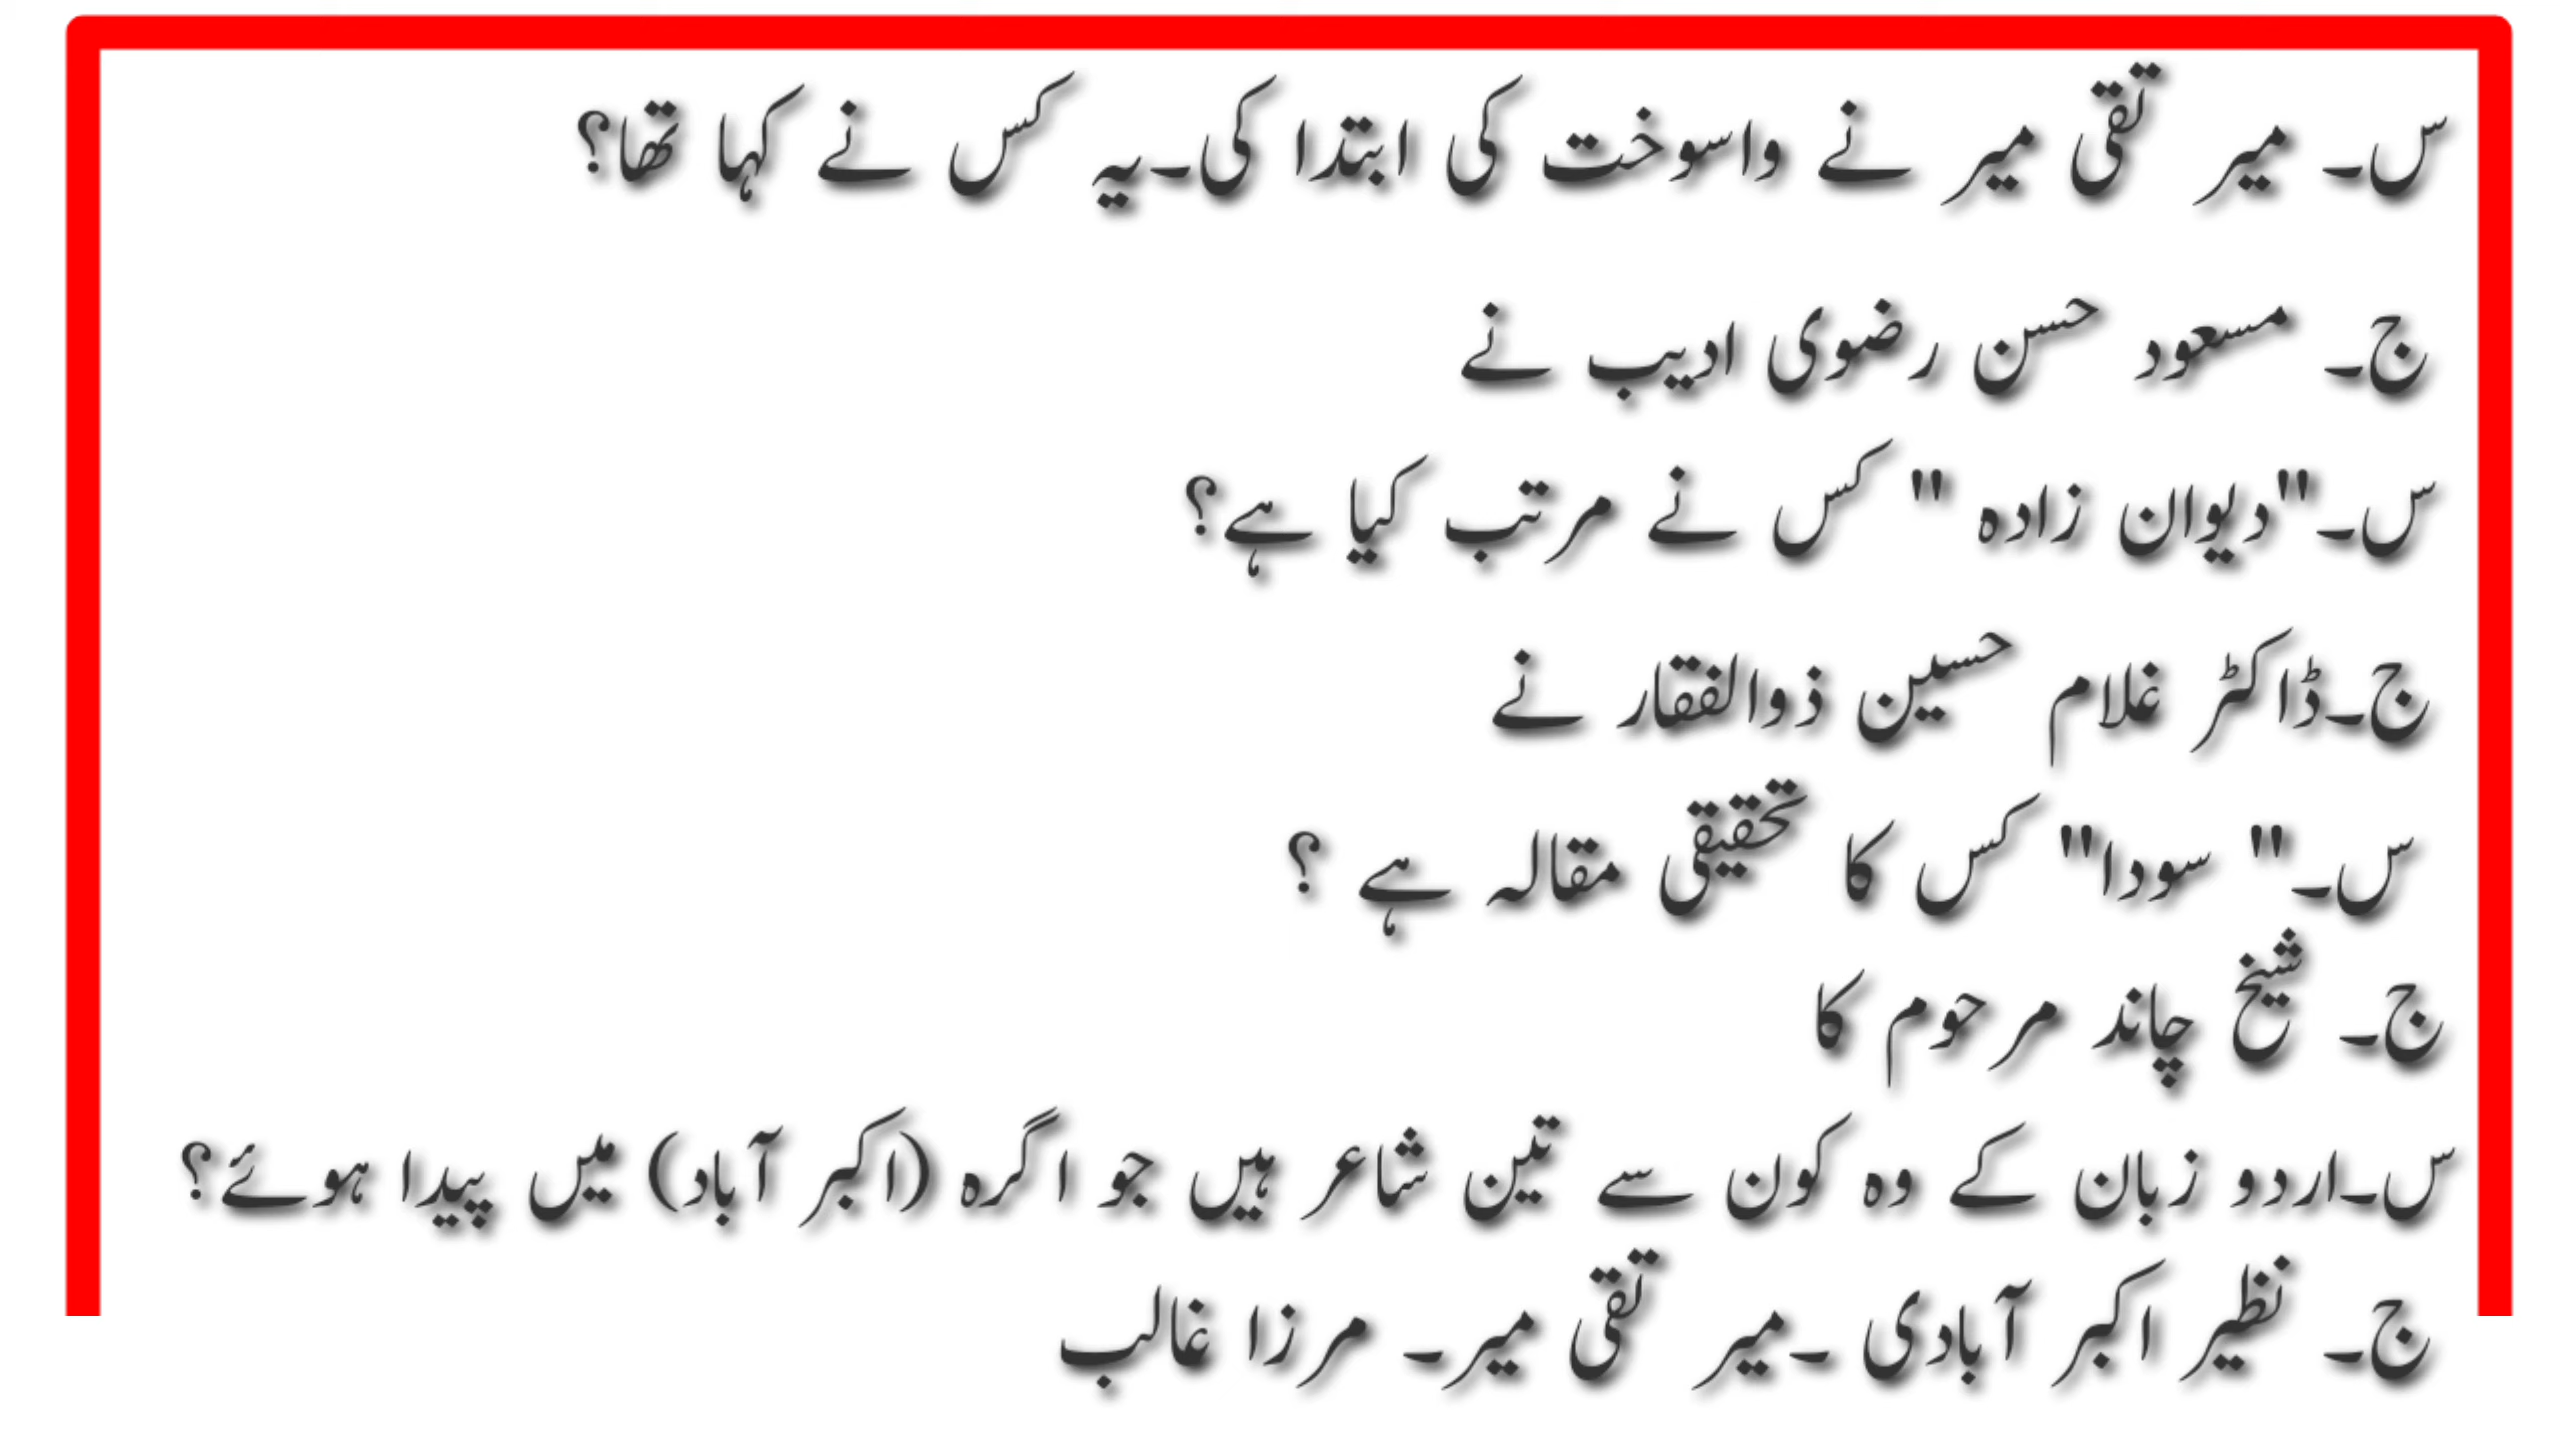 س۔ میر تقی میر نے واسوخت کی ابتدا کی۔یہ کس نے کہا تھا؟
ج۔ مسعود حسن رضوی ادیب نے
س۔"دیوان زادہ " کس نے مرتب کیا ہے؟
ج۔ڈاکٹر غلام حسین ذوالفقار نے
س۔" سودا" کس کا تحقیقی مقالہ ہے ؟
ج۔ شیخ چاند مرحوم کا
س۔اردو زبان کے وہ کون سے تین شاعر ہیں جو اگرہ (اکبر آباد) میں پیدا ہوئے؟
ج۔ نظیر اکبر آبادی ۔میر تقی میر۔ مرزا غالب